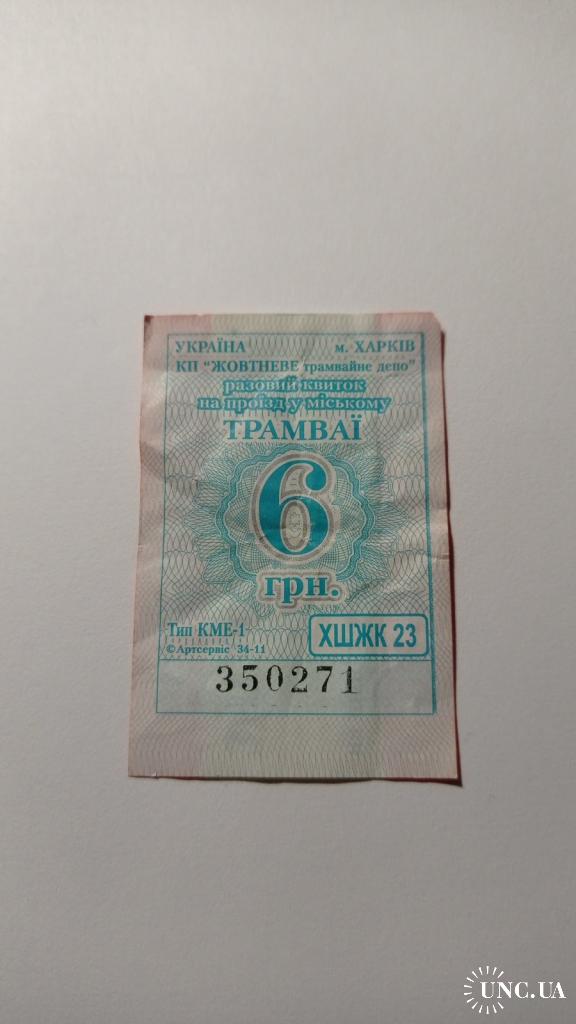 УКРАЇНА м. ХАРКІВ
КП "ЖОВТНЕВЕ трамвайне депо"
разовий квиток
на проїзд у міському
ТРАМВАЇ
6
грн.
Тип КМЕ-1
© Артсервіс 34-11
ХШЖК 23
350271
UNC.UA